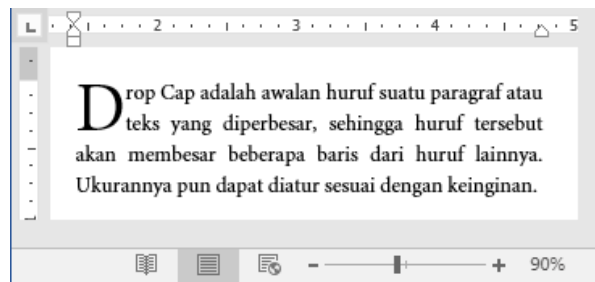 L 2 3 4 5
Drop Cap adalah awalan huruf suatu paragraf atau
teks yang diperbesar, sehingga huruf tersebut
akan membesar beberapa baris dari huruf lainnya.
Ukurannya pun dapat diatur sesuai dengan keinginan.
90%